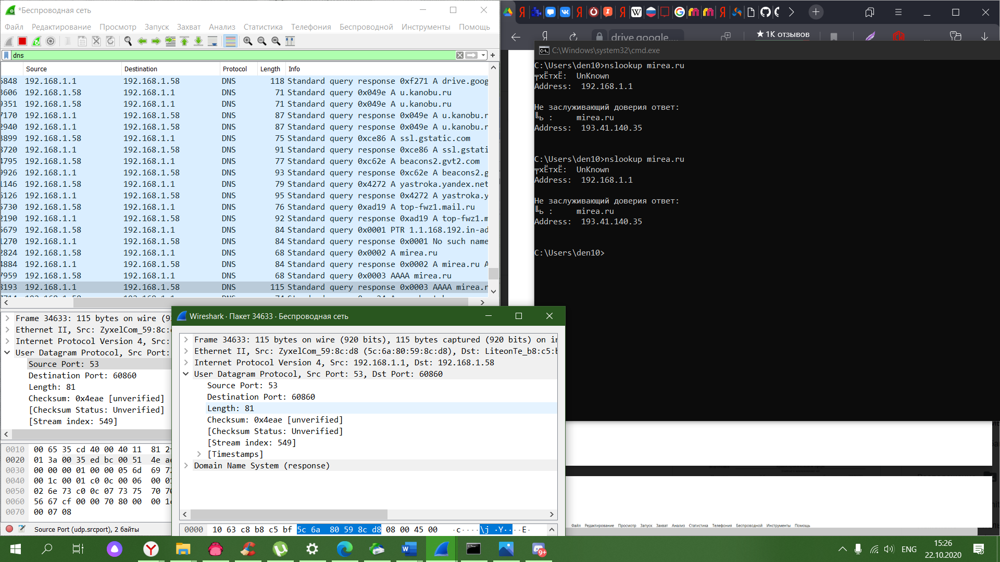 *Беспроводная сеть
Файл Редактирование Просмотр Запуск Захват Анализ Статистика Телефония Беспроводной Инструменты Помощь
dns
Source Destination Protocol Length Info
5848 192.168.1.1 192.168.1.58 DNS 118 Standard query response 0xf271 A drive.goog
3606 192.168.1.58 192.168.1.1 DNS 71 Standard query 0x049e A u.kanobu.ru
9351 192.168.1.58 192.168.1.1 DNS 71 Standard query 0x049e A u.kanobu.ru
7170 192.168.1.1 192.168.1.58 DNS 87 Standard query response 0x049e A u.kanobu.r
2940 192.168.1.1 192.168.1.58 DNS 87 Standard query response 0x049e A u.kanobu.r
3899 192.168.1.58 192.168.1.1 DNS 75 Standard query 0xce86 A ssl.gstatic.com
3720 192.168.1.1 192.168.1.58 DNS 91 Standard query response 0xce86 A ssl.gstati
4795 192.168.1.58 192.168.1.1 DNS 77 Standard query 0xc62e A beacons2.gvt2.com
9926 192.168.1.1 192.168.1.58 DNS 93 Standard query response 0xc62e A beacons2.g
1146 192.168.1.58 192.168.1.1 DNS 79 Standard query 0x4272 A yastroka.yandex.net
6126 192.168.1.1 192.168.1.58 DNS 95 Standard query response 0x4272 A yastroka.y
5730 192.168.1.58 192.168.1.1 DNS 76 Standard query 0xad19 A top-fwz1.mail.ru
2190 192.168.1.1 192.168.1.58 DNS 92 Standard query response 0xad19 A top-fwz1.m
5679 192.168.1.58 192.168.1.1 DNS 84 Standard query 0x0001 PTR 1.1.168.192.in-ad
1270 192.168.1.1 192.168.1.58 DNS 84 Standard query response 0x0001 No such name
2824 192.168.1.58 192.168.1.1 DNS 68 Standard query 0x0002 A mirea.ru
4884 192.168.1.1 192.168.1.58 DNS 84 Standard query response 0x0002 A mirea.ru A
7959 192.168.1.58 192.168.1.1 DNS 68 Standard query 0x0003 AAAA mirea.ru
3193 192.168.1.1 192.168.1.58 DNS 115 Standard query response 0x0003 AAAA mirea.r
Frame 34633: 115 bytes on wire (9
Ethernet II, Src: ZyxelCom_59:8c:
Internet Protocol Version 4, Src:
User Datagram Protocol, Src Port:
Source Port: 53
Destination Port: 60860
Length: 81
Checksum: 0x4eae [unverified]
[Checksum Status: Unverified]
[Stream index: 549]
0010 00 65 35 cd 40 00 40 11 81 2
0020 01 3a 00 35 ed bc 00 51 4e ae
0030 00 00 00 01 00 00 05 6d 69 72
0040 00 1c 00 01 c0 0c 00 06 00 01
0050 02 6e 73 c0 0c 07 73 75 70 70
0060 56 67 cf 00 00 70 80 00 00 1c
0070 00 07 08
Source Port (udp.srcport), 2 байты
Wireshark · Пакет 34633 · Беспроводная сеть
Frame 34633: 115 bytes on wire (920 bits), 115 bytes captured (920 bits) on in
Ethernet II, Src: ZyxelCom_59:8c:d8 (5c:6a:80:59:8c:d8), Dst: LiteonTe_b8:c5:b
Internet Protocol Version 4, Src: 192.168.1.1, Dst: 192.168.1.58
User Datagram Protocol, Src Port: 53, Dst Port: 60860
Source Port: 53
Destination Port: 60860
Length: 81
Checksum: 0x4eae [unverified]
[Checksum Status: Unverified]
[Stream index: 549]
[Timestamps]
Domain Name System (response)
0000 10 63 c8 b8 c5 bf 5c 6a 80 59 8c d8 08 00 45 00 ·c····\j ·Y····E·
drive.google....
★ 1K отзывов
C:\Windows\system32\cmd.exe
C:\Users\den10>nslookup mirea.ru
╤хЁтхЁ: UnKnown
Address: 192.168.1.1
Не заслуживающий доверия ответ:
╚ь : mirea.ru
Address: 193.41.140.35
C:\Users\den10>nslookup mirea.ru
╤хЁтхЁ: UnKnown
Address: 192.168.1.1
Не заслуживающий доверия ответ:
╚ь : mirea.ru
Address: 193.41.140.35
C:\Users\den10>
Файл Редактирование Просмотр Запуск Захват Анализ Статистика Телефония Беспроводной Инструменты Помощь
9+
ENG
15:26
22.10.2020